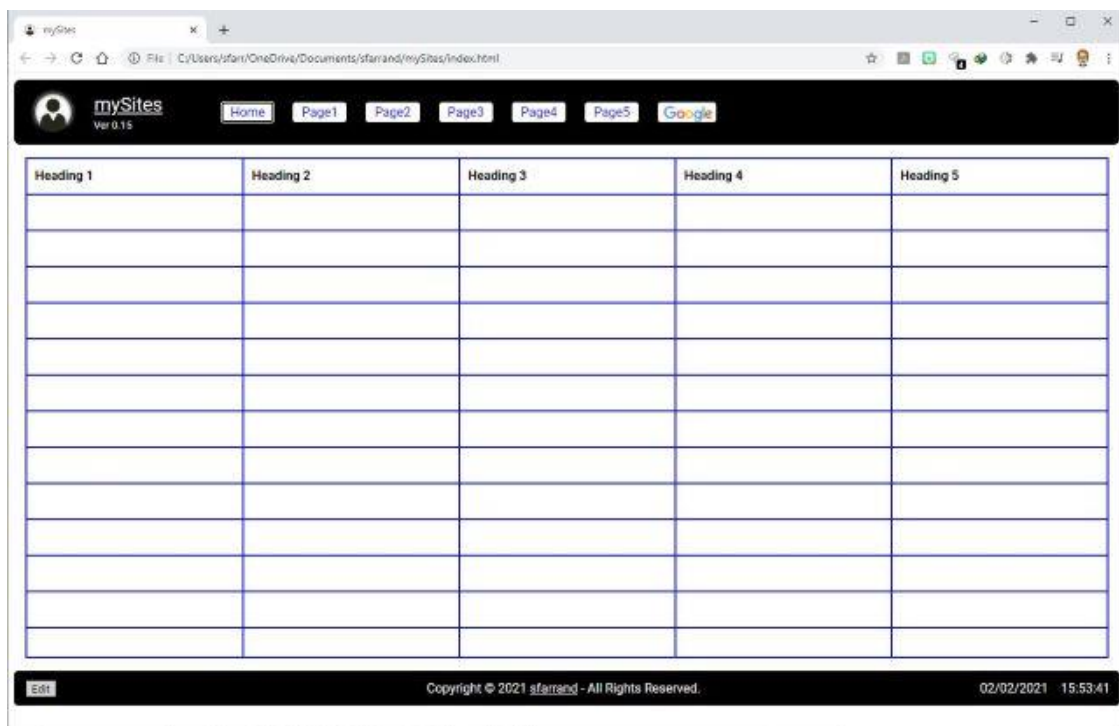 mySites
File | C:/Users/sfarr/OneDrive/Documents/sfarrand/mySites/index.html
mySites Home Page1 Page2 Page3 Page4 Page5 Google
Ver 0.15
Heading 1 Heading 2 Heading 3 Heading 4 Heading 5
Edit Copyright © 2021 sfarrand - All Rights Reserved. 02/02/2021 15:53:41